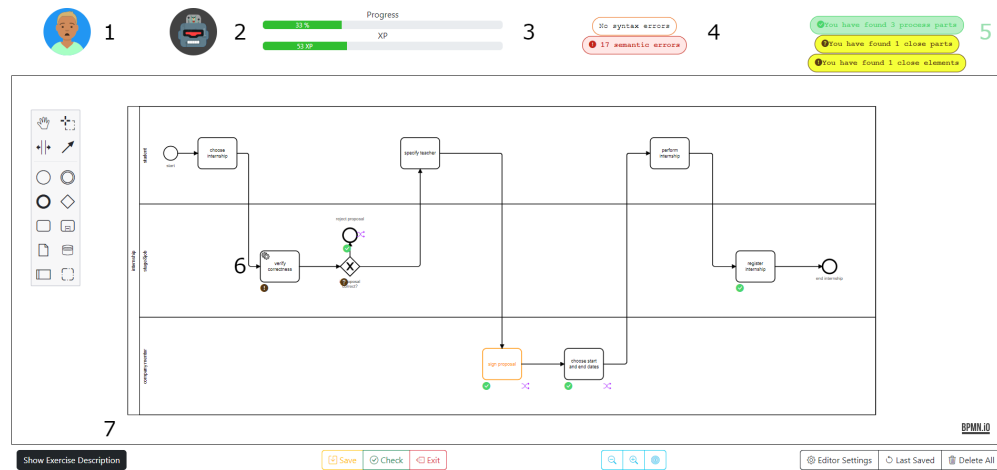 1
2
Progress
33 %
XP
53 XP
3
No syntax errors
17 semantic errors
4
You have found 3 process parts
You have found 1 close parts
You have found 1 close elements
5
internship
student
start
choose
internship
specify teacher
perform
internship
6
verify
correctness
reject proposal
correct?
register
internship
end internship
sign proposal
choose start
and end dates
7
BPMN.iO
Show Exercise Description
Save
Check
Exit
Editor Settings
Last Saved
Delete All